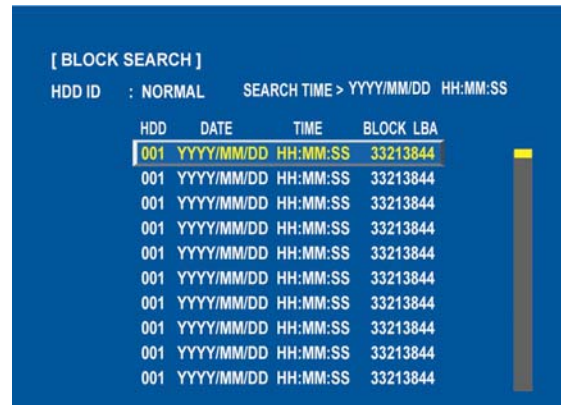 [ BLOCK SEARCH ]
HDD ID : NORMAL SEARCH TIME > YYYY/MM/DD HH:MM:SS
HDD DATE TIME BLOCK LBA
001 YYYY/MM/DD HH:MM:SS 33213844
001 YYYY/MM/DD HH:MM:SS 33213844
001 YYYY/MM/DD HH:MM:SS 33213844
001 YYYY/MM/DD HH:MM:SS 33213844
001 YYYY/MM/DD HH:MM:SS 33213844
001 YYYY/MM/DD HH:MM:SS 33213844
001 YYYY/MM/DD HH:MM:SS 33213844
001 YYYY/MM/DD HH:MM:SS 33213844
001 YYYY/MM/DD HH:MM:SS 33213844
001 YYYY/MM/DD HH:MM:SS 33213844